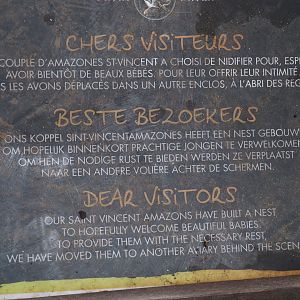 CHERS VISITEURS
COUPLE D'AMAZONES ST-VINCENT A CHOISI DE NIDIFIER POUR,
AVOIR BIENTÔT DE BEAUX BÉBÉS. POUR LEUR OFFRIR LEUR INTIMITÉ
LES AVONS DÉPLACÉS DANS UN AUTRE ENCLOS, À L'ABRI DES
BESTE BEZOEKERS
ONS KOPPEL SINT-VINCENTAMAZONES HEEFT EEN NEST GEBOUW
OM HOPELIJK BINNENKORT PRACHTIGE JONGEN TE VERWELKOME
OM HEN DE NODIGE RUST TE BIEDEN WERDEN ZE VERPLAATST
NAAR EEN ANDERE VOLIÈRE ACHTER DE SCHERMEN.
DEAR VISITORS
OUR SAINT VINCENT AMAZONS HAVE BUILT A NEST
TO HOPEFULLY WELCOME BEAUTIFUL BABIES.
TO PROVIDE THEM WITH THE NECESSARY REST,
WE HAVE MOVED THEM TO ANOTHER AVIARY BEHIND THE SCEN